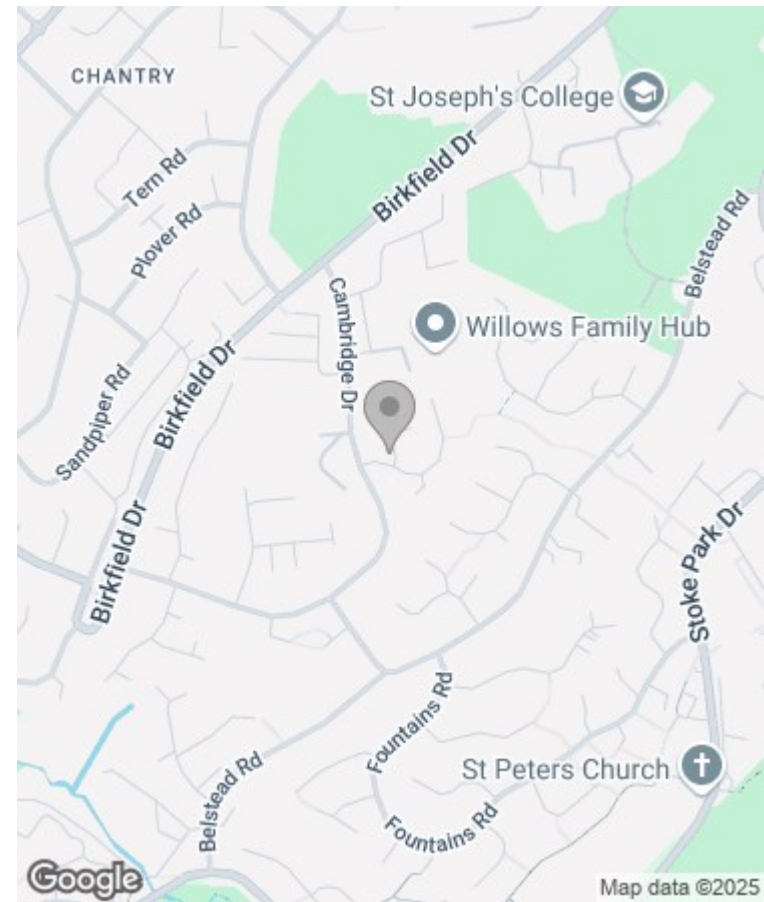 CHANTRY
St Joseph's College
Birkfield Dr
Tern Rd
Plover Rd
Belstead Rd
Cambridge Dr
Willows Family Hub
Birkfield Dr
Sandpiper Rd
Birkfield Dr
Stoke Park Dr
Fountains Rd
St Peters Church
Belstead Rd
Fountains Rd
Google
Map data ©2025